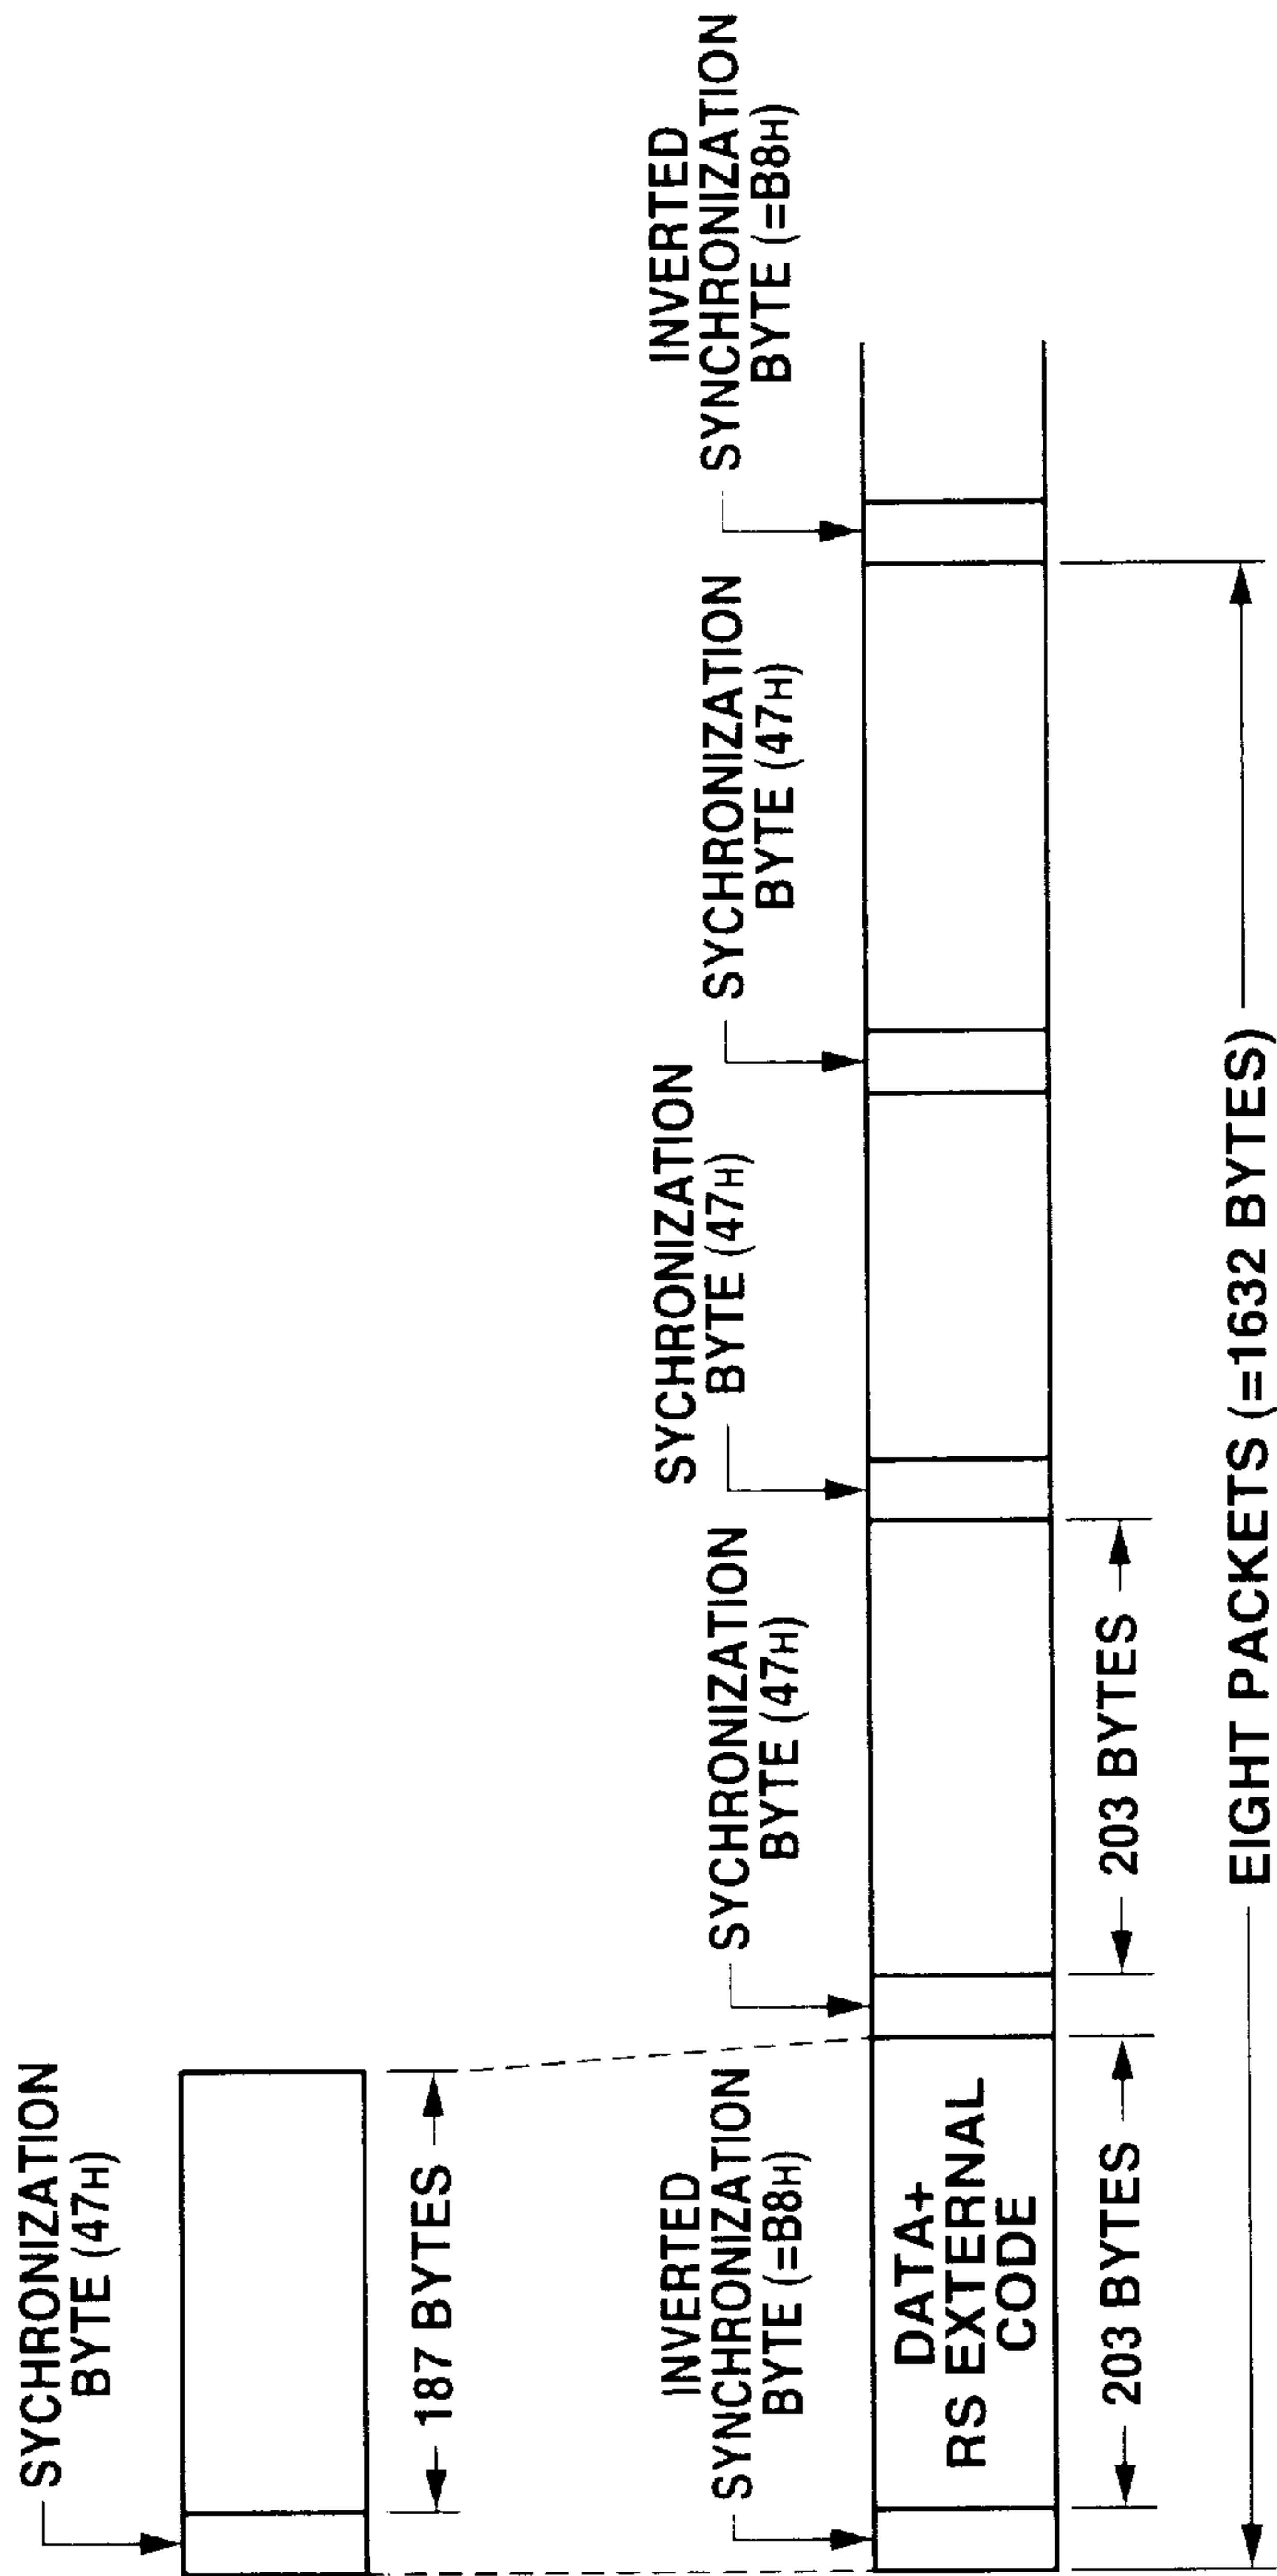 SYCHRONIZATION
BYTE (47H)
187 BYTES
INVERTED
SYNCHRONIZATION
BYTE (=B8H)
SYCHRONIZATION
BYTE (47H)
SYCHRONIZATION
BYTE (47H)
SYCHRONIZATION
BYTE (47H)
INVERTED
SYNCHRONIZATION
BYTE (=B8H)
DATA+
RS EXTERNAL
CODE
203 BYTES
203 BYTES
EIGHT PACKETS (=1632 BYTES)